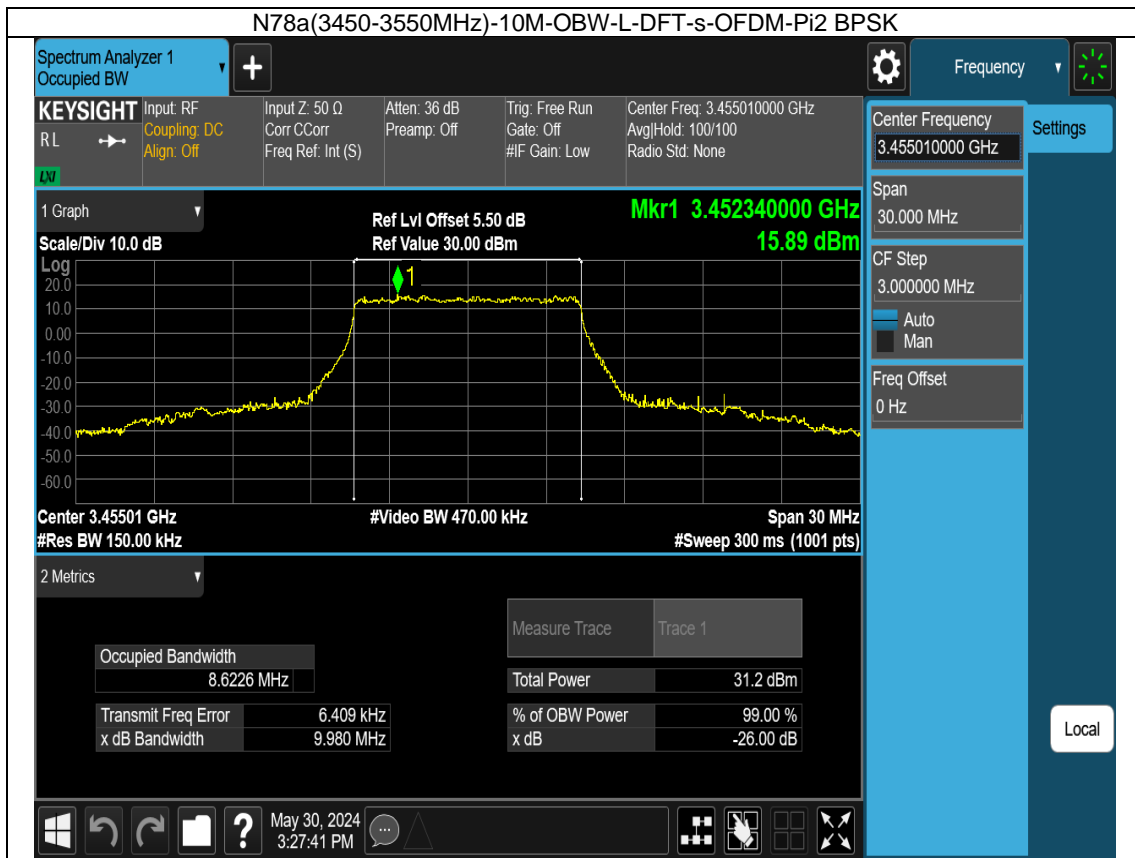 N78a(3450-3550MHz)-10M-OBW-L-DFT-s-OFDM-Pi2 BPSK
Spectrum Analyzer 1
Occupied BW
Frequency
KEYSIGHT
RL
LXI
Input: RF
Coupling: DC
Align: Off
Input Z: 50 Ω
Corr CCorr
Freq Ref: Int (S)
Atten: 36 dB
Preamp: Off
Trig: Free Run
Gate: Off
#IF Gain: Low
Center Freq: 3.455010000 GHz
Avg|Hold: 100/100
Radio Std: None
Center Frequency
3.455010000 GHz
Settings
Span
30.000 MHz
CF Step
3.000000 MHz
Auto
Man
Freq Offset
0 Hz
Local
1 Graph
Scale/Div 10.0 dB
Ref Lvl Offset 5.50 dB
Ref Value 30.00 dBm
Mkr1 3.452340000 GHz
15.89 dBm
Log
1
20.0
10.0
0.00
-10.0
-20.0
-30.0
-40.0
-50.0
-60.0
Center 3.45501 GHz
#Res BW 150.00 kHz
#Video BW 470.00 kHz
Span 30 MHz
#Sweep 300 ms (1001 pts)
2 Metrics
Measure Trace Trace 1
Occupied Bandwidth
8.6226 MHz
Total Power 31.2 dBm
Transmit Freq Error 6.409 kHz
x dB Bandwidth 9.980 MHz
% of OBW Power 99.00 %
x dB -26.00 dB
May 30, 2024
3:27:41 PM